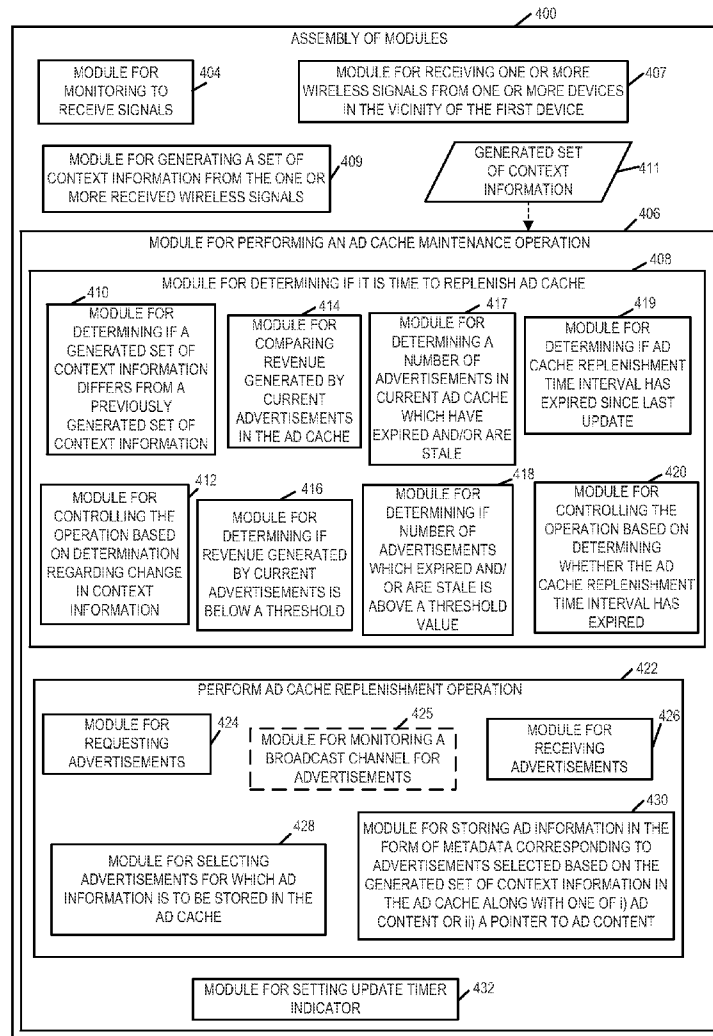 400
ASSEMBLY OF MODULES
MODULE FOR
MONITORING TO
RECEIVE SIGNALS
404
MODULE FOR RECEIVING ONE OR MORE
WIRELESS SIGNALS FROM ONE OR MORE DEVICES
IN THE VICINITY OF THE FIRST DEVICE
407
MODULE FOR GENERATING A SET OF
CONTEXT INFORMATION FROM THE ONE OR
MORE RECEIVED WIRELESS SIGNALS
409
GENERATED SET
OF CONTEXT
INFORMATION
411
406
MODULE FOR PERFORMING AN AD CACHE MAINTENANCE OPERATION
408
MODULE FOR DETERMINING IF IT IS TIME TO REPLENISH AD CACHE
410
MODULE FOR
DETERMINING IF A
GENERATED SET OF
CONTEXT INFORMATION
DIFFERS FROM A
PREVIOUSLY
GENERATED SET OF
CONTEXT INFORMATION
414
MODULE FOR
COMPARING
REVENUE
GENERATED BY
CURRENT
ADVERTISEMENTS
IN THE AD CACHE
417
MODULE FOR
DETERMINING A
NUMBER OF
ADVERTISEMENTS IN
CURRENT AD CACHE
WHICH HAVE
EXPIRED AND/OR ARE
STALE
419
MODULE FOR
DETERMINING IF AD
CACHE REPLENISHMENT
TIME INTERVAL HAS
EXPIRED SINCE LAST
UPDATE
412
MODULE FOR
CONTROLLING THE
OPERATION BASED
ON DETERMINATION
REGARDING CHANGE
IN CONTEXT
INFORMATION
416
MODULE FOR
DETERMINING IF
REVENUE GENERATED
BY CURRENT
ADVERTISEMENTS IS
BELOW A THRESHOLD
418
MODULE FOR
DETERMINING IF
NUMBER OF
ADVERTISEMENTS
WHICH EXPIRED AND/
OR ARE STALE IS
ABOVE A THRESHOLD
VALUE
420
MODULE FOR
CONTROLLING THE
OPERATION BASED ON
DETERMINING
WHETHER THE AD
CACHE REPLENISHMENT
TIME INTERVAL HAS
EXPIRED
422
PERFORM AD CACHE REPLENISHMENT OPERATION
MODULE FOR
REQUESTING
ADVERTISEMENTS
424
425
MODULE FOR MONITORING A
BROADCAST CHANNEL FOR
ADVERTISEMENTS
MODULE FOR
RECEIVING
ADVERTISEMENTS
426
428
MODULE FOR SELECTING
ADVERTISEMENTS FOR WHICH AD
INFORMATION IS TO BE STORED IN THE
AD CACHE
430
MODULE FOR STORING AD INFORMATION IN THE
FORM OF METADATA CORRESPONDING TO
ADVERTISEMENTS SELECTED BASED ON THE
GENERATED SET OF CONTEXT INFORMATION IN
THE AD CACHE ALONG WITH ONE OF i) AD
CONTENT OR ii) A POINTER TO AD CONTENT
MODULE FOR SETTING UPDATE TIMER
INDICATOR
432